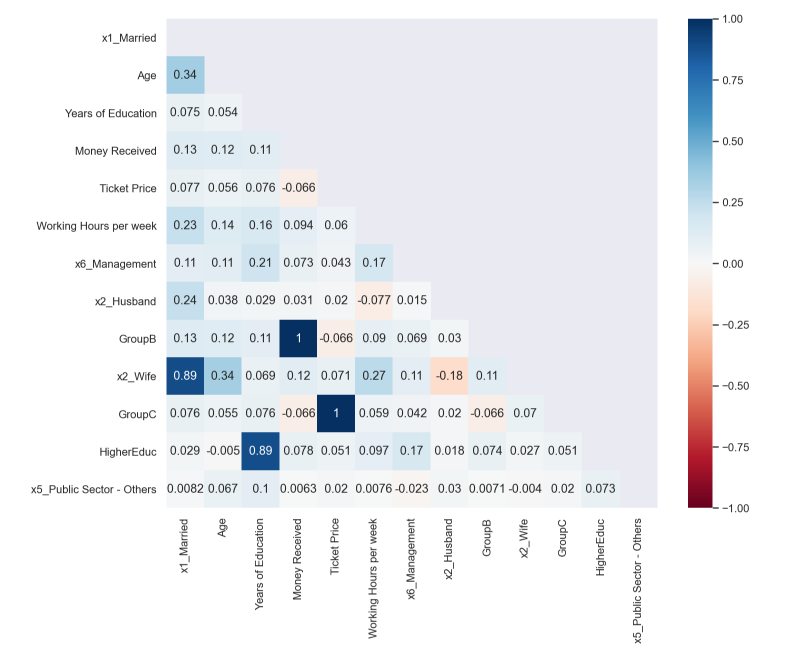 x1_Married
Age 0.34
Years of Education 0.075 0.054
Money Received 0.13 0.12 0.11
Ticket Price 0.077 0.056 0.076 -0.066
Working Hours per week 0.23 0.14 0.16 0.094 0.06
x6_Management 0.11 0.11 0.21 0.073 0.043 0.17
x2_Husband 0.24 0.038 0.029 0.031 0.02 -0.077 0.015
GroupB 0.13 0.12 0.11 1 -0.066 0.09 0.069 0.03
x2_Wife 0.89 0.34 0.069 0.12 0.071 0.27 0.11 -0.18 0.11
GroupC 0.076 0.055 0.076 -0.066 1 0.059 0.042 0.02 -0.066 0.07
HigherEduc 0.029 -0.005 0.89 0.078 0.051 0.097 0.17 0.018 0.074 0.027 0.051
x5_Public Sector - Others 0.0082 0.067 0.1 0.0063 0.02 0.0076 -0.023 0.03 0.0071 -0.004 0.02 0.073
x1_Married
Age
Years of Education
Money Received
Ticket Price
Working Hours per week
x6_Management
x2_Husband
GroupB
x2_Wife
GroupC
HigherEduc
x5_Public Sector - Others
1.00
0.75
0.50
0.25
0.00
−0.25
−0.50
−0.75
−1.00